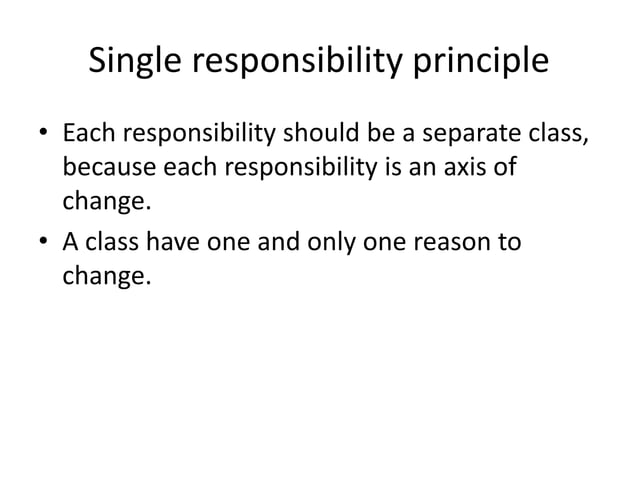 Single responsibility principle
• Each responsibility should be a separate class,
because each responsibility is an axis of
change.
• A class have one and only one reason to
change.